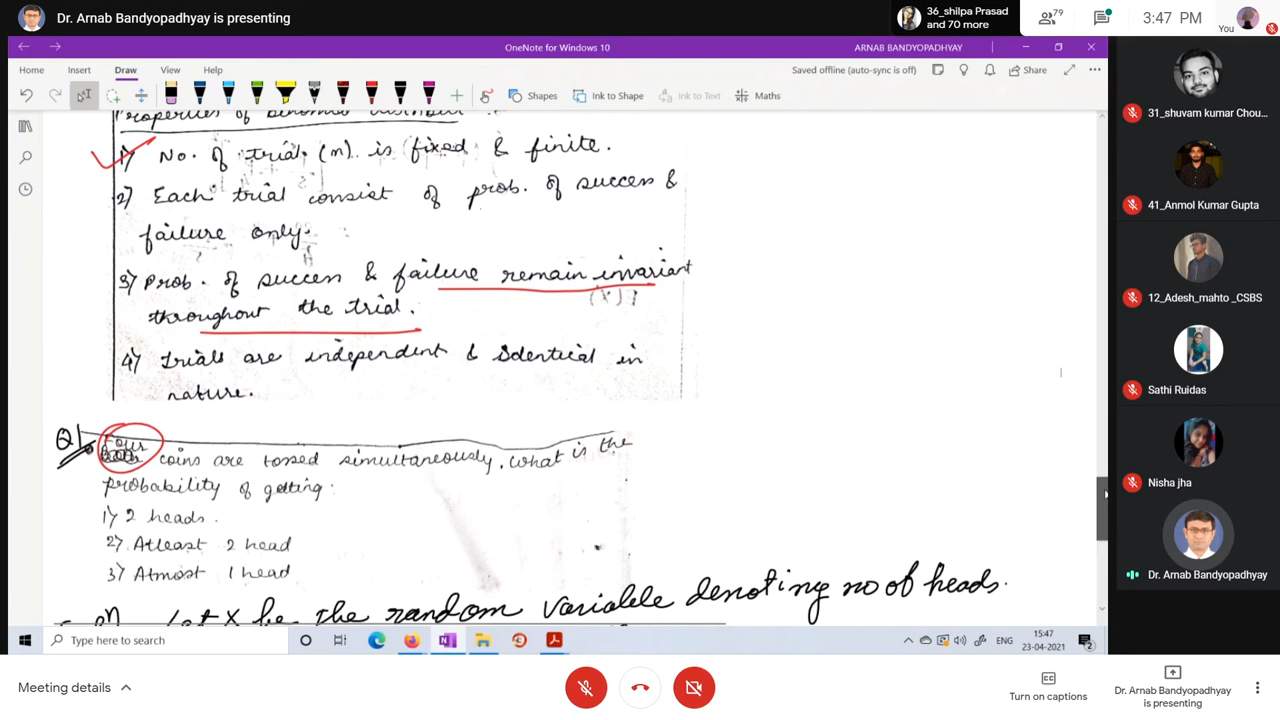 Dr. Arnab Bandyopadhyay is presenting
36_shilpa Prasad
and 70 more
79
3:47 PM
You
OneNote for Windows 10
ARNAB BANDYOPADHYAY
Home Insert Draw View Help
Saved offline (auto-sync is off)
Share
Shapes
Ink to Shape
Ink to Text
Maths
Properties of
1) No. of trial (n) is fixed & finite.
2) Each trial consist of prob. of success &
failure only.
3) Prob. of success & failure remain invariant
throughout the trial.
4) Trials are independent & identical in
nature.
Q1. Four coins are tossed simultaneously. What is the
probability of getting:
1) 2 heads.
2) Atleast 2 head
3) Atmost 1 head
Let X be the random variable denoting no of heads.
31_shuvam kumar Chou...
41_Anmol Kumar Gupta
12_Adesh_mahto _CSBS
Sathi Ruidas
Nisha jha
Dr. Arnab Bandyopadhyay
Type here to search
ENG
15:47
23-04-2021
2
Meeting details
Turn on captions
Dr. Arnab Bandyopadhyay
is presenting